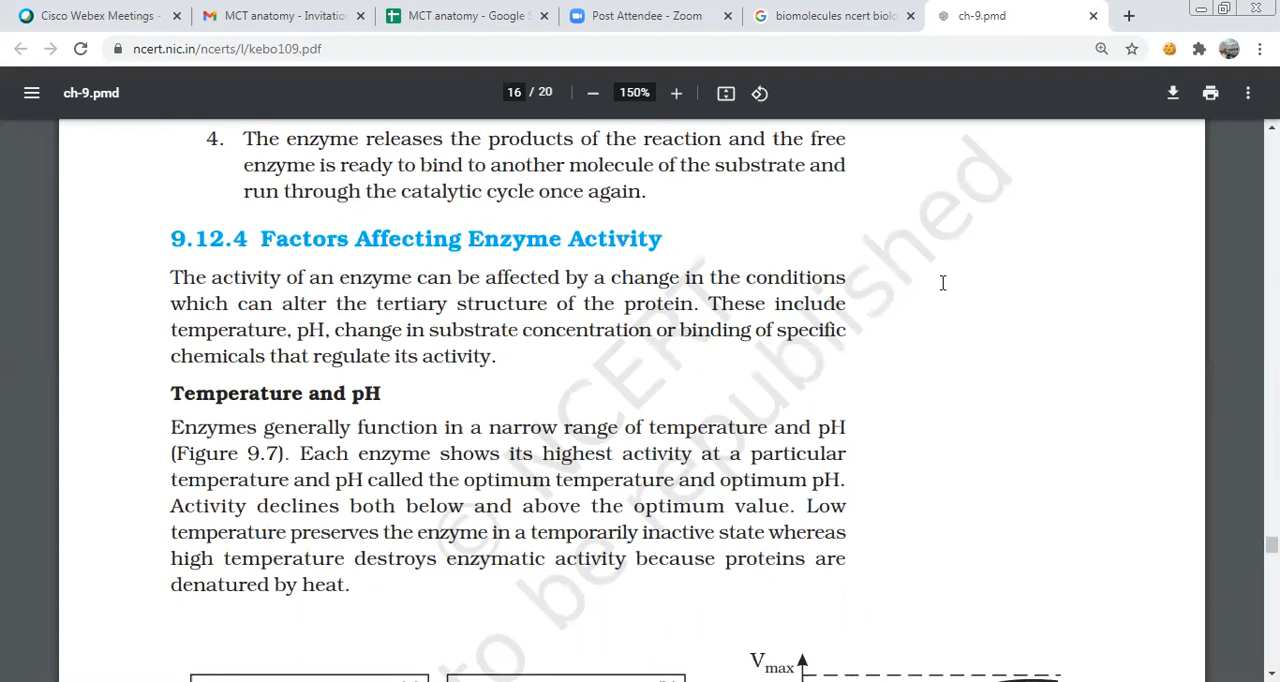 Cisco Webex Meetings -
MCT anatomy - Invitatio
MCT anatomy - Google S
Post Attendee - Zoom
biomolecules ncert biolo
ch-9.pmd
ncert.nic.in/ncerts/l/kebo109.pdf
ch-9.pmd
16 / 20
150%
4. The enzyme releases the products of the reaction and the free
enzyme is ready to bind to another molecule of the substrate and
run through the catalytic cycle once again.
9.12.4 Factors Affecting Enzyme Activity
The activity of an enzyme can be affected by a change in the conditions
which can alter the tertiary structure of the protein. These include
temperature, pH, change in substrate concentration or binding of specific
chemicals that regulate its activity.
Temperature and pH
Enzymes generally function in a narrow range of temperature and pH
(Figure 9.7). Each enzyme shows its highest activity at a particular
temperature and pH called the optimum temperature and optimum pH.
Activity declines both below and above the optimum value. Low
temperature preserves the enzyme in a temporarily inactive state whereas
high temperature destroys enzymatic activity because proteins are
denatured by heat.
Vmax
© NCERT
to be republished